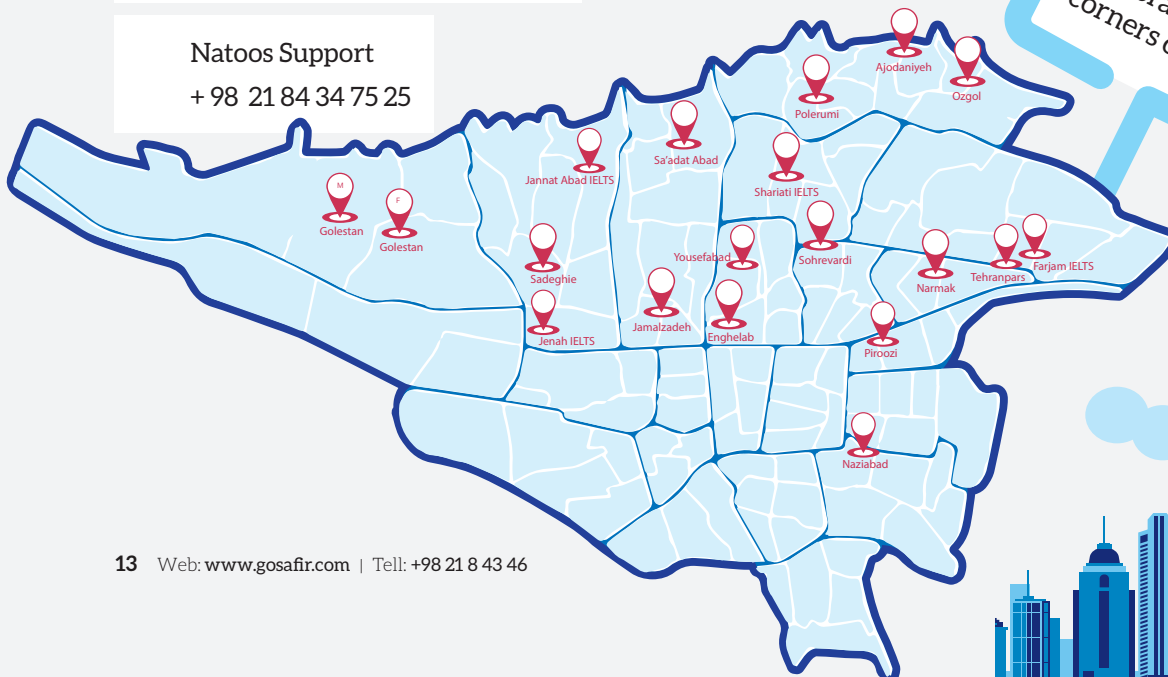 corners
Natoos Support
+ 98 21 84 34 75 25
Ajodaniyeh
Ozgol
Polerumi
Sa'adat Abad
Jannat Abad IELTS
Shariati IELTS
M
F
Golestan
Golestan
Yousefabad
Sohrevardi
Farjam IELTS
Sadeghie
Tehranpars
Narmak
Jamalzadeh
Enghelab
Jenah IELTS
Piroozi
Naziabad
13 Web: www.gosafir.com | Tell: +98 21 8 43 46